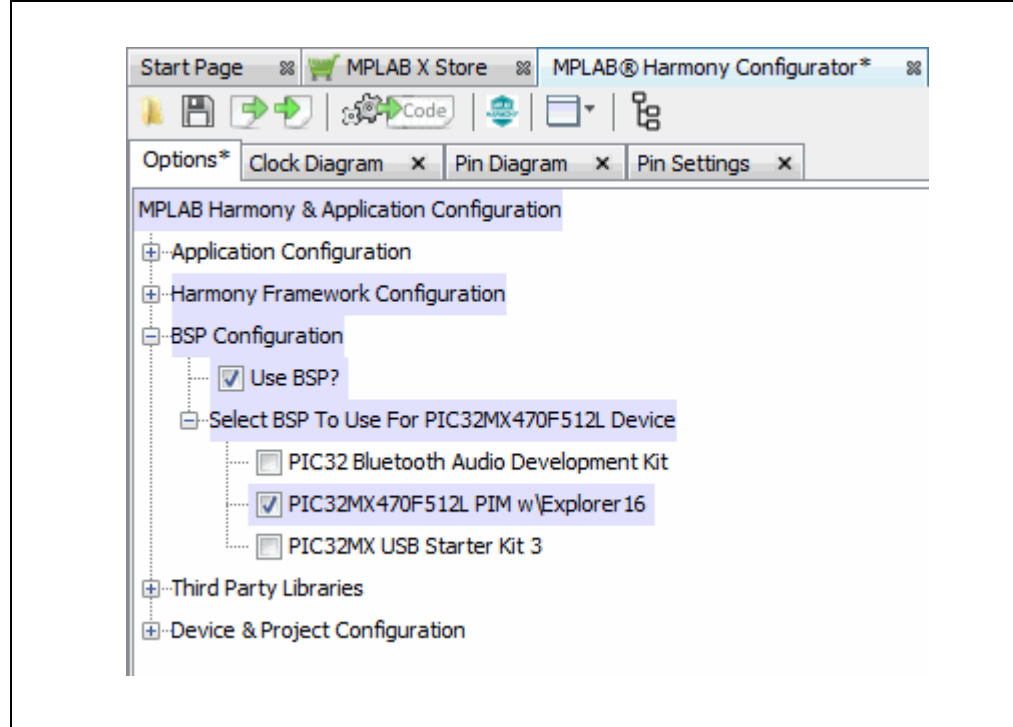 Start Page MPLAB X Store MPLAB® Harmony Configurator*
Code
Options* Clock Diagram Pin Diagram Pin Settings
MPLAB Harmony & Application Configuration
Application Configuration
Harmony Framework Configuration
BSP Configuration
Use BSP?
Select BSP To Use For PIC32MX470F512L Device
PIC32 Bluetooth Audio Development Kit
PIC32MX470F512L PIM w\Explorer16
PIC32MX USB Starter Kit 3
Third Party Libraries
Device & Project Configuration